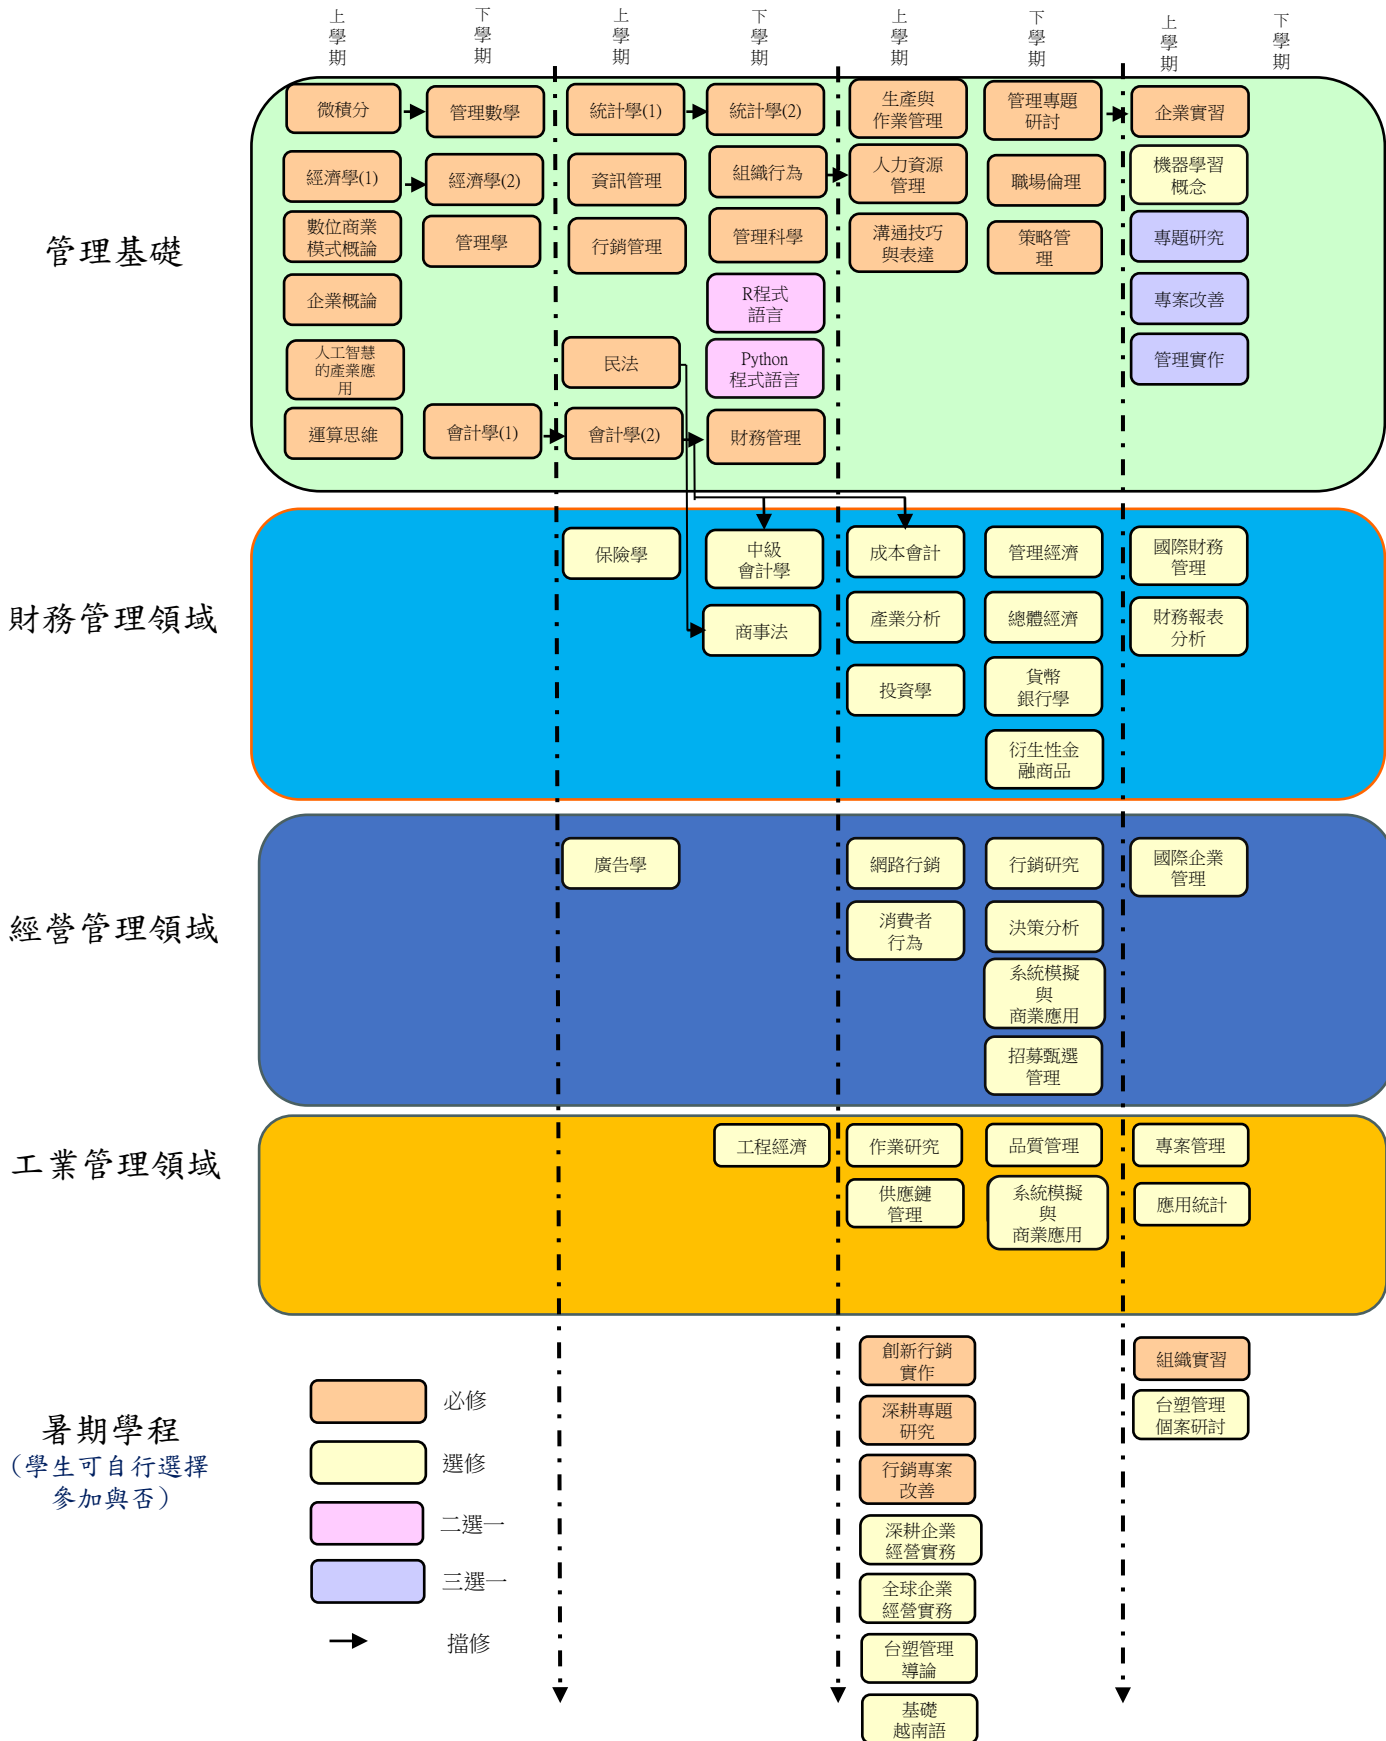 上學期
下學期
上學期
下學期
上學期
下學期
上學期
下學期
管理基礎
微積分
管理數學
統計學(1)
統計學(2)
生產與
作業管理
管理專題
研討
企業實習
經濟學(1)
經濟學(2)
資訊管理
組織行為
人力資源
管理
職場倫理
機器學習
概念
數位商業
模式概論
管理學
行銷管理
管理科學
溝通技巧
與表達
策略管
理
專題研究
企業概論
R程式
語言
專案改善
人工智慧
的產業應
用
民法
Python
程式語言
管理實作
運算思維
會計學(1)
會計學(2)
財務管理
財務管理領域
保險學
中級
會計學
成本會計
管理經濟
國際財務
管理
商事法
產業分析
總體經濟
財務報表
分析
投資學
貨幣
銀行學
衍生性金
融商品
經營管理領域
廣告學
網路行銷
行銷研究
國際企業
管理
消費者
行為
決策分析
系統模擬
與
商業應用
招募甄選
管理
工業管理領域
工程經濟
作業研究
品質管理
專案管理
供應鏈
管理
系統模擬
與
商業應用
應用統計
暑期學程
（學生可自行選擇
參加與否）
必修
選修
二選一
三選一
擋修
創新行銷
實作
深耕專題
研究
行銷專案
改善
深耕企業
經營實務
全球企業
經營實務
台塑管理
導論
基礎
越南語
組織實習
台塑管理
個案研討